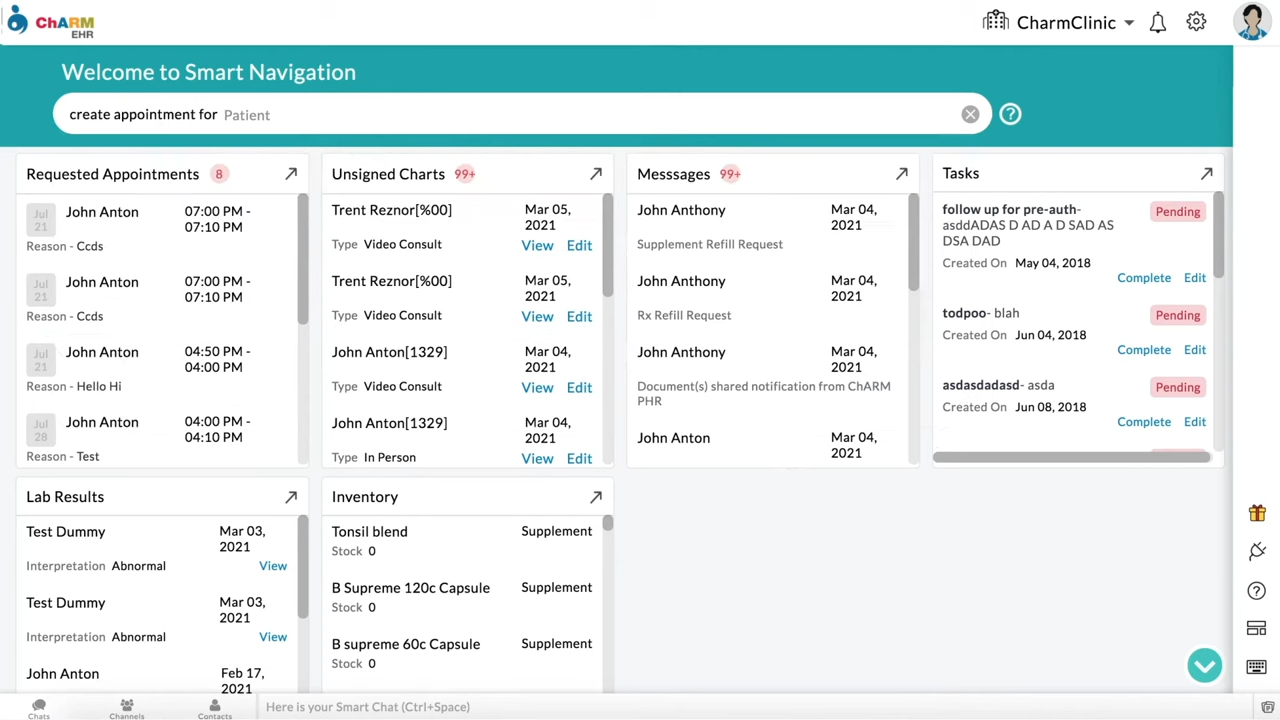 ChARM
EHR
CharmClinic
Welcome to Smart Navigation
create appointment for Patient
Requested Appointments 8
Jul 21 John Anton 07:00 PM - 07:10 PM
Reason - Ccds
Jul 21 John Anton 07:00 PM - 07:10 PM
Reason - Ccds
Jul 21 John Anton 04:50 PM - 04:00 PM
Reason - Hello Hi
Jul 28 John Anton 04:00 PM - 04:10 PM
Reason - Test
Unsigned Charts 99+
Trent Reznor[%00] Mar 05, 2021
Type Video Consult View Edit
Trent Reznor[%00] Mar 05, 2021
Type Video Consult View Edit
John Anton[1329] Mar 04, 2021
Type Video Consult View Edit
John Anton[1329] Mar 04, 2021
Type In Person View Edit
Messsages 99+
John Anthony Mar 04, 2021
Supplement Refill Request
John Anthony Mar 04, 2021
Rx Refill Request
John Anthony Mar 04, 2021
Document(s) shared notification from ChARM
PHR
John Anton Mar 04, 2021
Tasks
follow up for pre-auth- Pending
asddADAS D AD A D SAD AS
DSA DAD
Created On May 04, 2018
Complete Edit
todpoo- blah Pending
Created On Jun 04, 2018
Complete Edit
asdasdadasd- asda Pending
Created On Jun 08, 2018
Complete Edit
Lab Results
Test Dummy Mar 03, 2021
Interpretation Abnormal View
Test Dummy Mar 03, 2021
Interpretation Abnormal View
John Anton Feb 17, 2021
Inventory
Tonsil blend Supplement
Stock 0
B Supreme 120c Capsule Supplement
Stock 0
B supreme 60c Capsule Supplement
Stock 0
Chats Channels Contacts Here is your Smart Chat (Ctrl+Space)